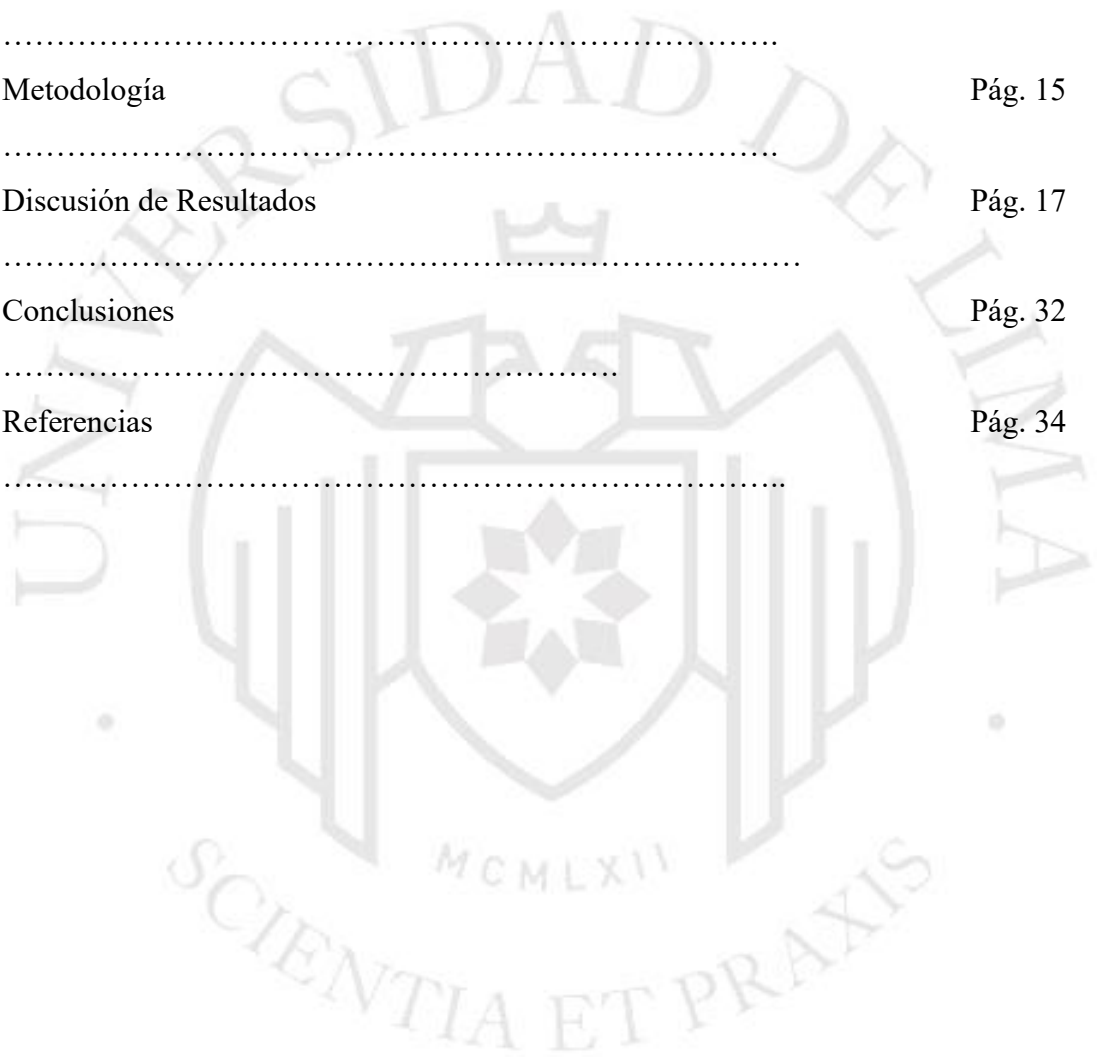 …………………………………………………………….
Metodología Pág. 15
…………………………………………………………….
Discusión de Resultados Pág. 17
………………………………………………………………
Conclusiones Pág. 32
…………………………………………………
Referencias Pág. 34
……………………………………………………………..
UNIVERSIDAD DE LIMA
MCMLXII
SCIENTIA ET PRAXIS